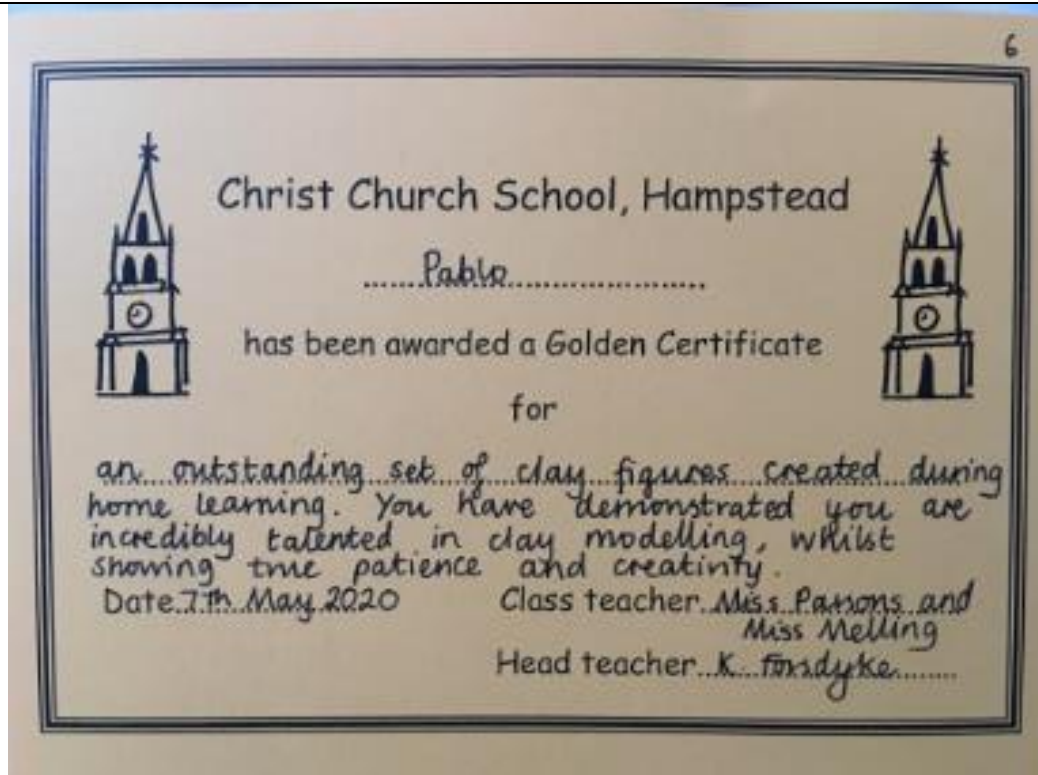 6
Christ Church School, Hampstead
Pablo
has been awarded a Golden Certificate
for
an outstanding set of clay figures created during
home learning. You have demonstrated you are
incredibly talented in clay modelling, whilst
showing true patience and creativity.
Date 7th May 2020 Class teacher Miss Parsons and
Miss Melling
Head teacher K. Forsdyke